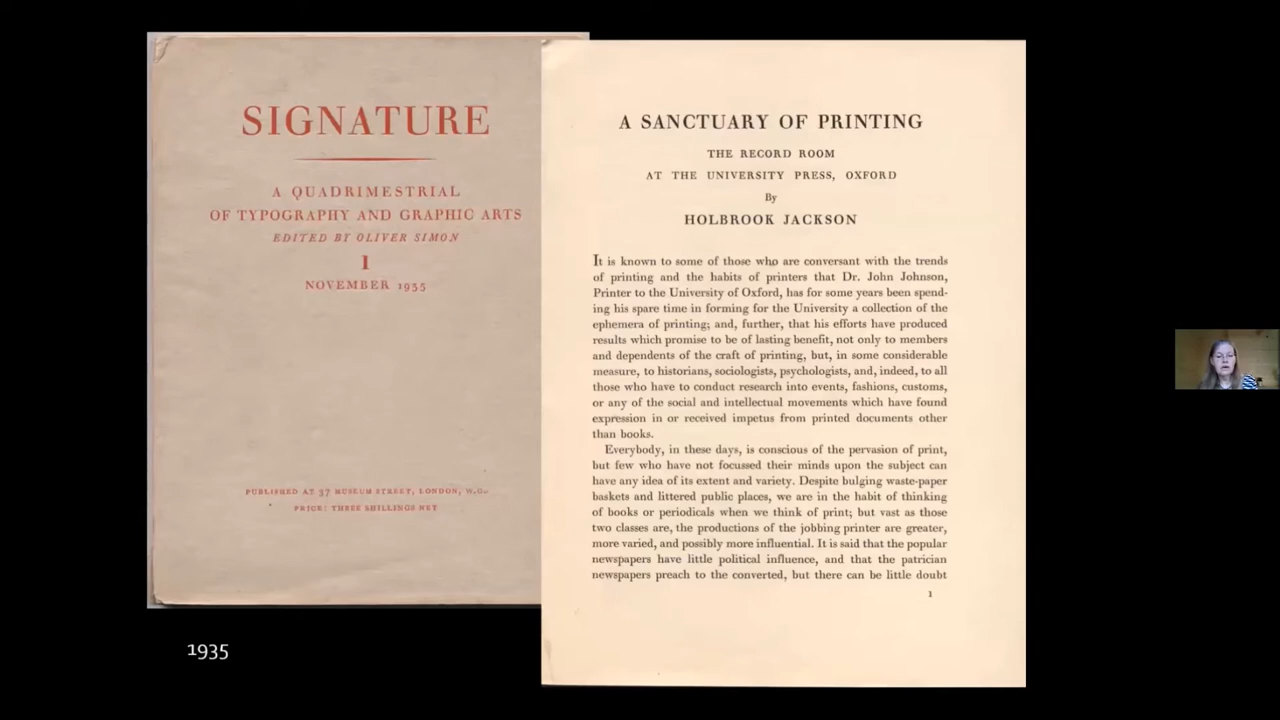 SIGNATURE
A QUADRIMESTRIAL
OF TYPOGRAPHY AND GRAPHIC ARTS
EDITED BY OLIVER SIMON
I
NOVEMBER 1935
PUBLISHED AT 37 MUSEUM STREET, LONDON, W.C.
PRICE: THREE SHILLINGS NET
1935
A SANCTUARY OF PRINTING
THE RECORD ROOM
AT THE UNIVERSITY PRESS, OXFORD
By
HOLBROOK JACKSON
It is known to some of those who are conversant with the trends
of printing and the habits of printers that Dr. John Johnson,
Printer to the University of Oxford, has for some years been spend-
ing his spare time in forming for the University a collection of the
ephemera of printing; and, further, that his efforts have produced
results which promise to be of lasting benefit, not only to members
and dependents of the craft of printing, but, in some considerable
measure, to historians, sociologists, psychologists, and, indeed, to all
those who have to conduct research into events, fashions, customs,
or any of the social and intellectual movements which have found
expression in or received impetus from printed documents other
than books.
Everybody, in these days, is conscious of the pervasion of print,
but few who have not focussed their minds upon the subject can
have any idea of its extent and variety. Despite bulging waste-paper
baskets and littered public places, we are in the habit of thinking
of books or periodicals when we think of print; but vast as those
two classes are, the productions of the jobbing printer are greater,
more varied, and possibly more influential. It is said that the popular
newspapers have little political influence, and that the patrician
newspapers preach to the converted, but there can be little doubt
1